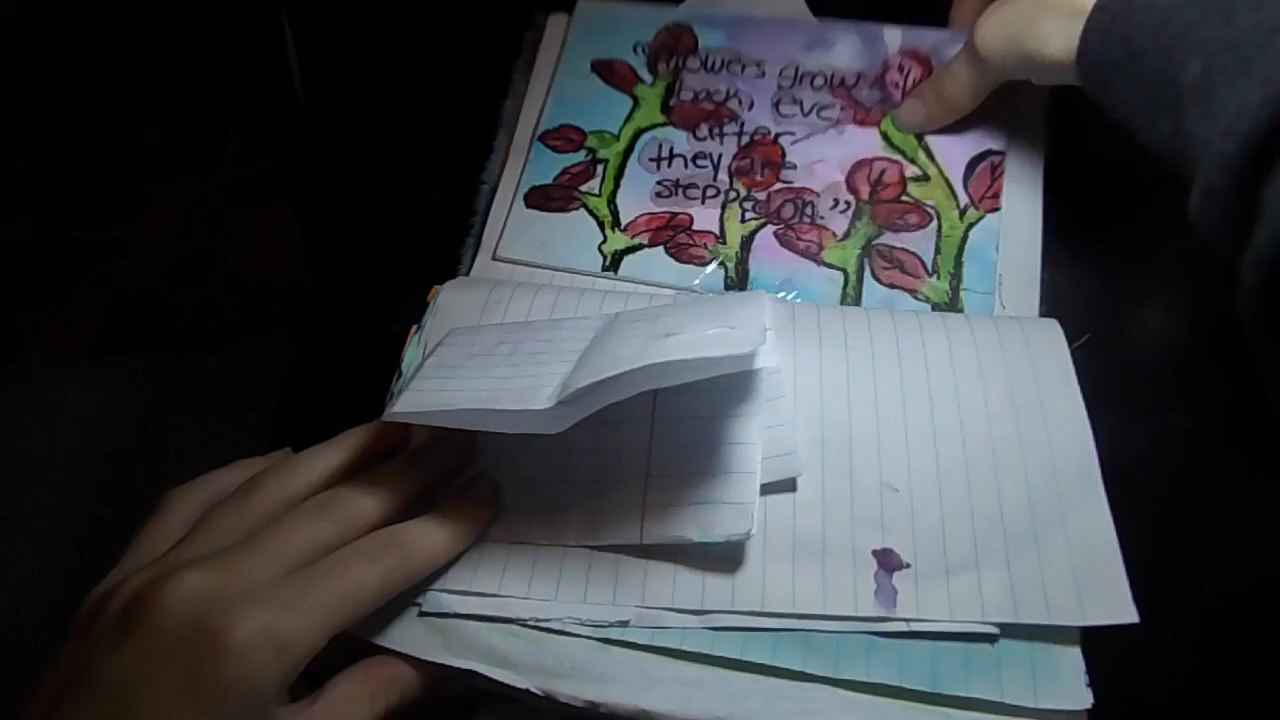 "Flowers grow
back, even
after
they are
stepped on."